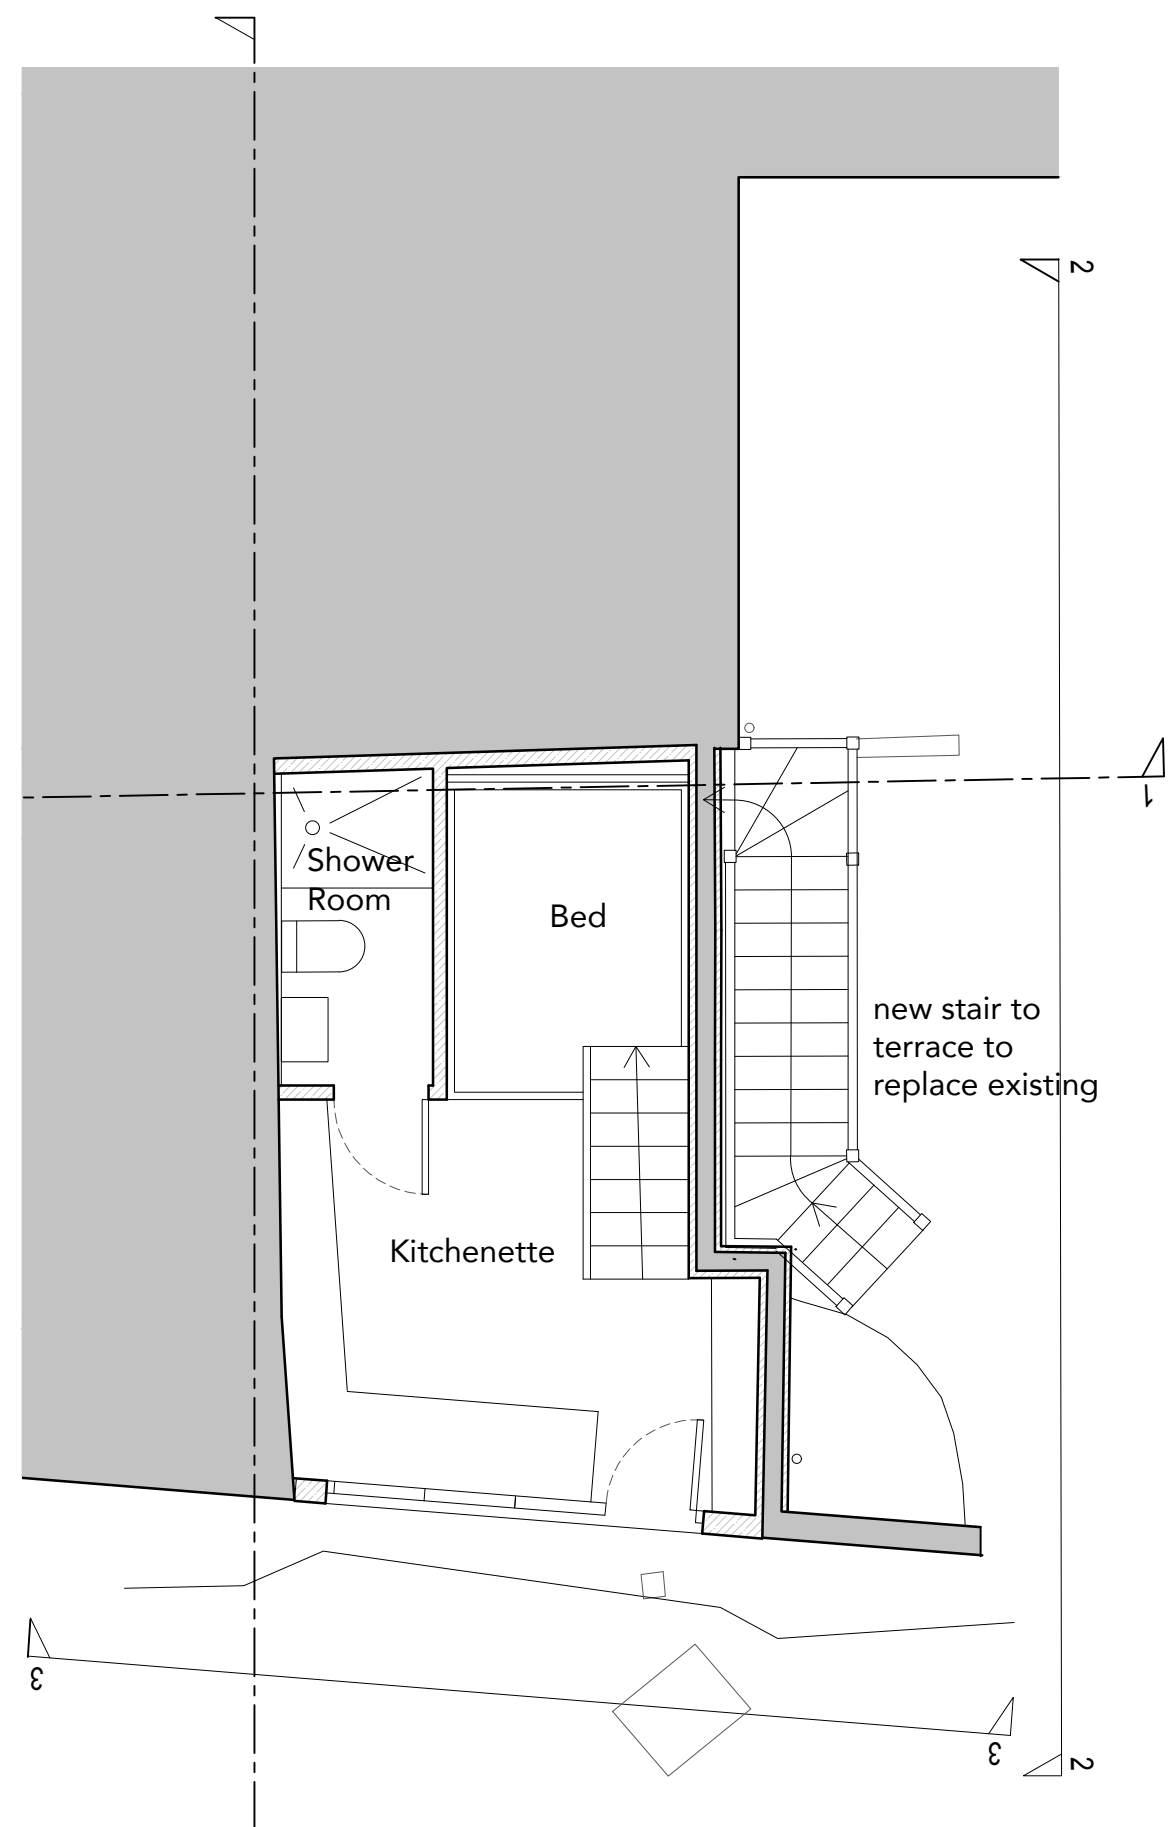 2
1
Shower
Room
Bed
new stair to
terrace to
replace existing
Kitchenette
3
3
2